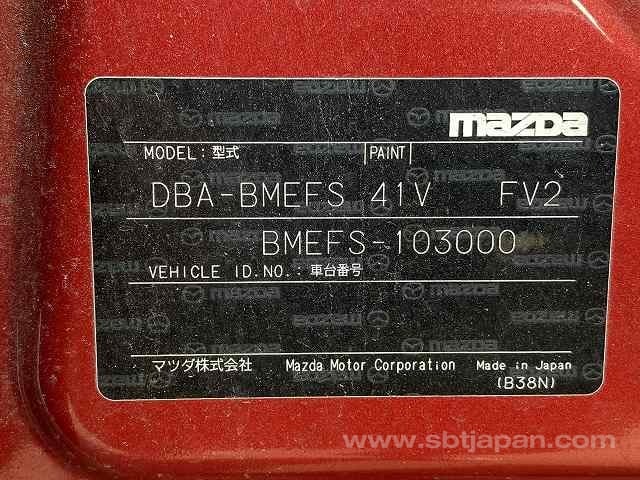 mazda
MODEL: 型式 PAINT
DBA-BMEFS 41V FV2
BMEFS-103000
VEHICLE ID.NO.: 車台番号
マツダ株式会社 Mazda Motor Corporation Made in Japan
(B38N)
www.sbtjapan.com